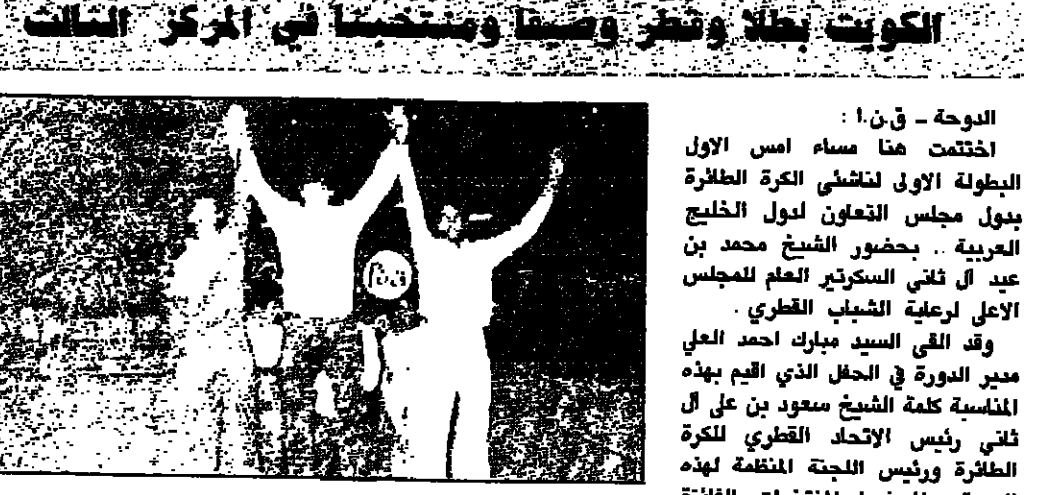 الكويت بطلا وقطر وصيفا ومنتخبنا في المركز الثالث
الدوحة ـ ق.ن.ا :
اختتمت هنا مساء امس الاول
البطولة الاولى لناشئي الكرة الطائرة
بدول مجلس التعاون لدول الخليج
العربية .. بحضور الشيخ محمد بن
عيد آل ثاني السكرتير العام للمجلس
الاعلى لرعاية الشباب القطري .
وقد القى السيد مبارك احمد العلي
مدير الدورة في الحفل الذي اقيم بهذه
المناسبة كلمة الشيخ سعود بن علي آل
ثاني رئيس الاتحاد القطري للكرة
الطائرة ورئيس اللجنة المنظمة لهذه